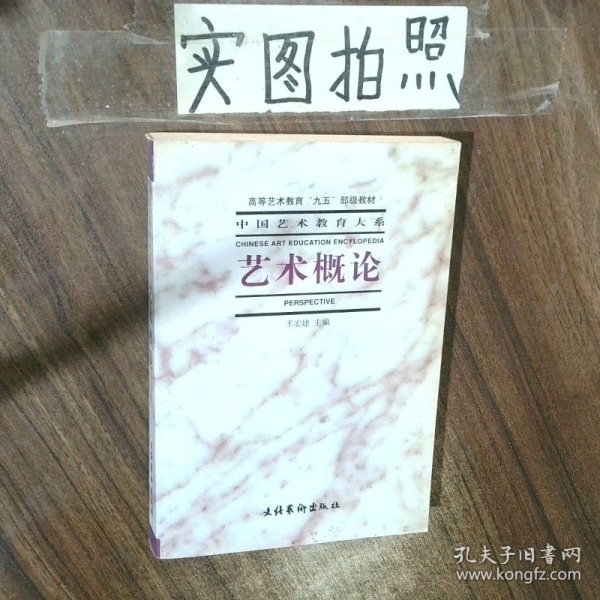 实图拍照
高等艺术教育“九五”部级教材
中国艺术教育大系
CHINESE ART EDUCATION ENCYLOPEDIA
艺术概论
PERSPECTIVE
王宏建 主编
文化艺术出版社
孔夫子旧书网
www.kongfz.com